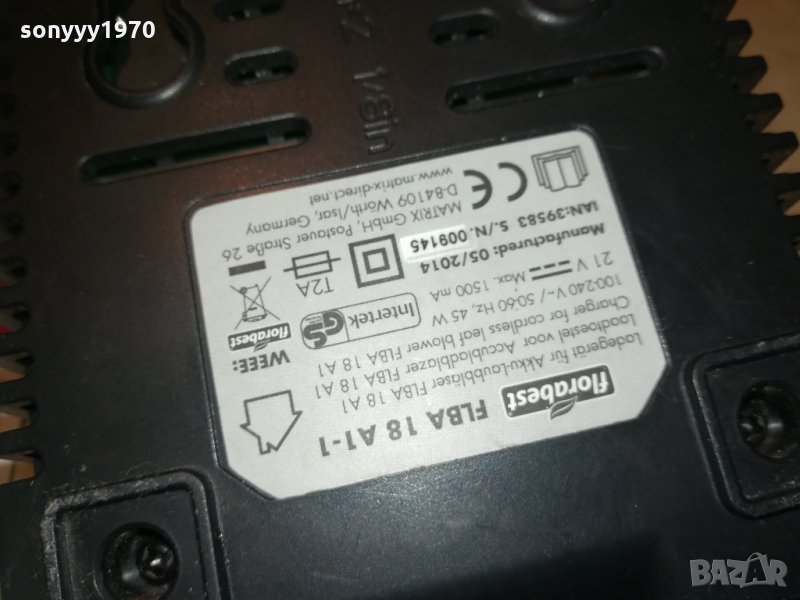 sonyyy1970
florabest
FLBA 18 A1-1
Ladegerät für Akku-Laubbläser FLBA 18 A1
Laadtoestel voor Accubladblazer FLBA 18 A1
Charger for cordless leaf blower FLBA 18 A1
100-240 V~/ 50-60 Hz, 45 W
21 V Max. 1500 mA
Manufactured: 05/2014
IAN:39583 S./N. 009145
MATRIX GmbH, Postauer Straße 26
D-84109 Wörth/Isar, Germany
www.matrix-direct.net
WEEE:
florabest
Intertek
GS
T2A
CE
BAZAR